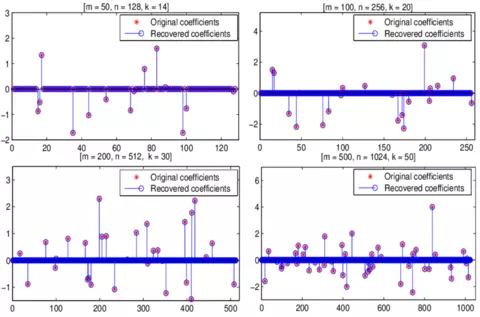 [m = 50, n = 128, k = 14]
3
2
1
0
−1
−2
0 20 40 60 80 100 120
Original coefficients
Recovered coefficients
[m = 100, n = 256, k = 20]
4
2
0
−2
0 50 100 150 200 250
Original coefficients
Recovered coefficients
[m = 200, n = 512, k = 30]
3
2
1
0
−1
0 100 200 300 400 500
Original coefficients
Recovered coefficients
[m = 500, n = 1024, k = 50]
6
4
2
0
−2
0 200 400 600 800 1000
Original coefficients
Recovered coefficients